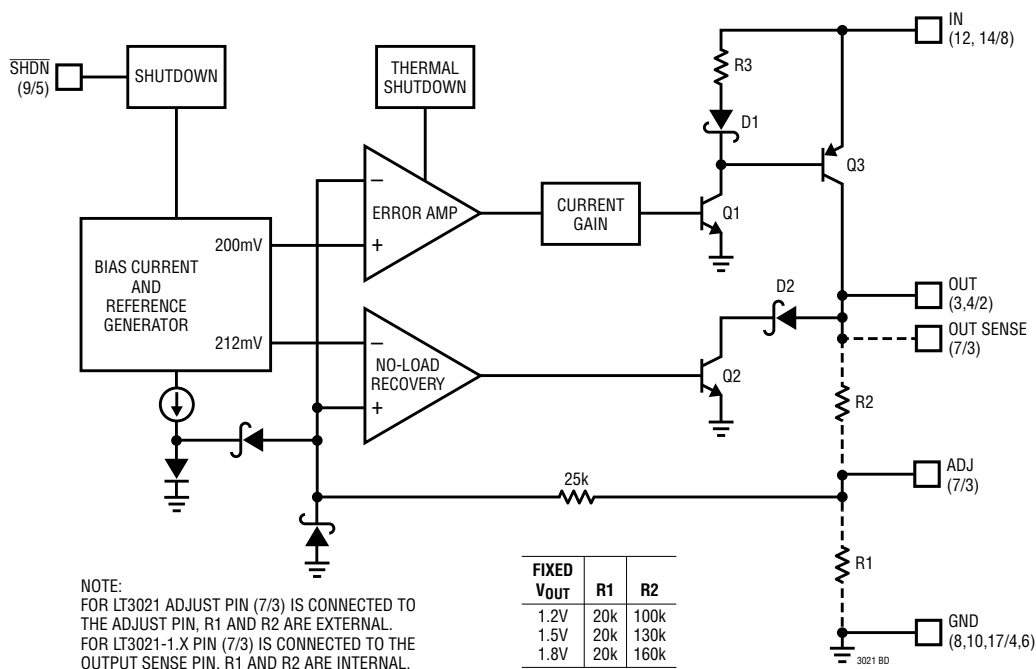 SHDN
(9/5)
SHUTDOWN
THERMAL
SHUTDOWN
R3
D1
IN
(12, 14/8)
Q3
−
ERROR AMP
+
CURRENT
GAIN
Q1
200mV
BIAS CURRENT
AND
REFERENCE
GENERATOR
212mV
−
NO-LOAD
RECOVERY
+
D2
Q2
OUT
(3,4/2)
OUT SENSE
(7/3)
R2
25k
ADJ
(7/3)
R1
GND
(8,10,17/4,6)
3021 BD
NOTE:
FOR LT3021 ADJUST PIN (7/3) IS CONNECTED TO
THE ADJUST PIN, R1 AND R2 ARE EXTERNAL.
FOR LT3021-1.X PIN (7/3) IS CONNECTED TO THE
OUTPUT SENSE PIN, R1 AND R2 ARE INTERNAL.
FIXED
VOUT R1 R2
1.2V 20k 100k
1.5V 20k 130k
1.8V 20k 160k